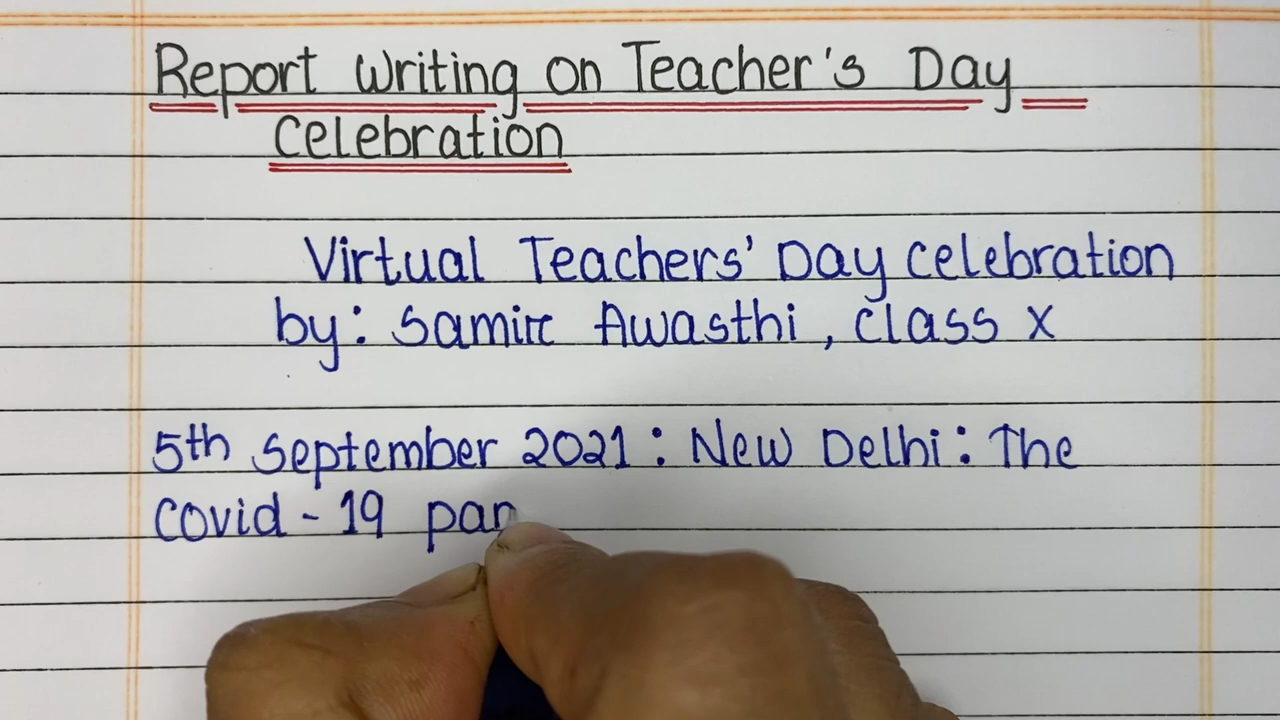 Report Writing on Teacher's Day
Celebration
Virtual Teachers' Day Celebration
by: Samir Awasthi, Class X
5th September 2021: New Delhi: The
Covid-19 pan